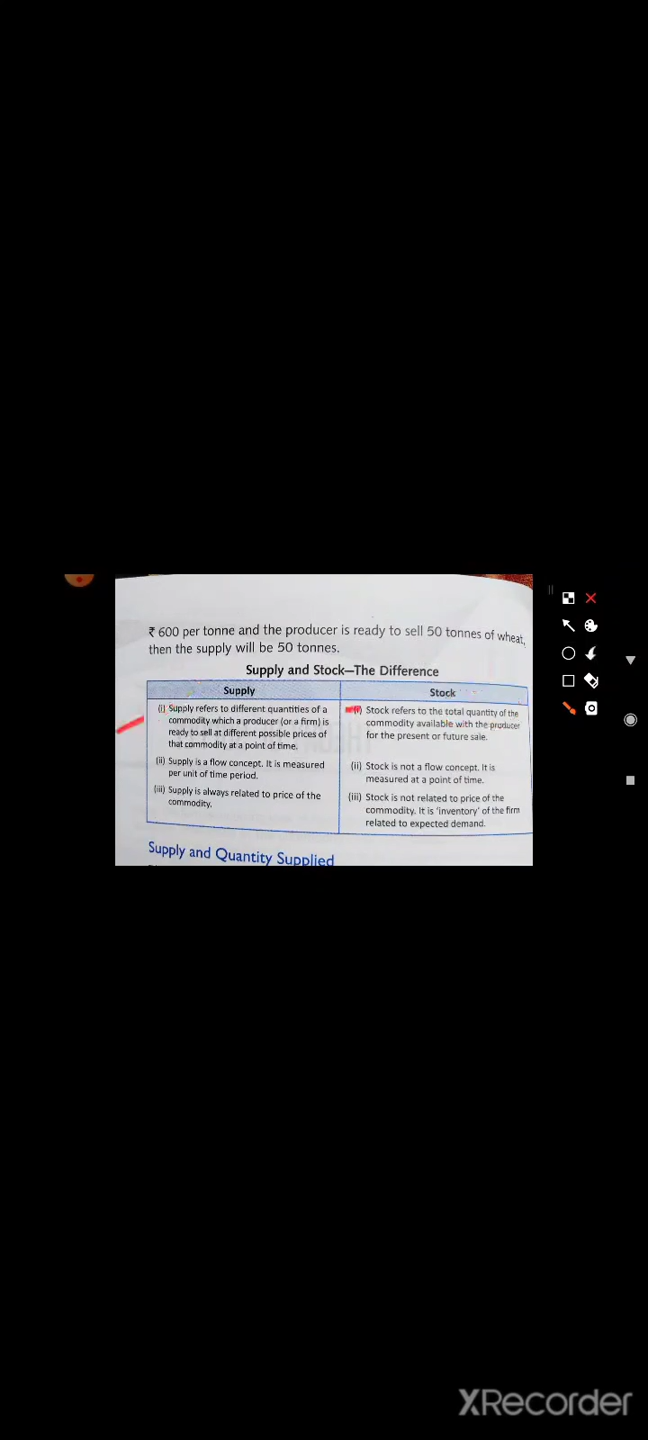 ₹ 600 per tonne and the producer is ready to sell 50 tonnes of wheat,
then the supply will be 50 tonnes.
Supply and Stock—The Difference
Supply
(i) Supply refers to different quantities of a
commodity which a producer (or a firm) is
ready to sell at different possible prices of
that commodity at a point of time.
(ii) Supply is a flow concept. It is measured
per unit of time period.
(iii) Supply is always related to price of the
commodity.
Stock
(i) Stock refers to the total quantity of the
commodity available with the producer
for the present or future sale.
(ii) Stock is not a flow concept. It is
measured at a point of time.
(iii) Stock is not related to price of the
commodity. It is 'inventory' of the firm
related to expected demand.
Supply and Quantity Supplied
XRecorder